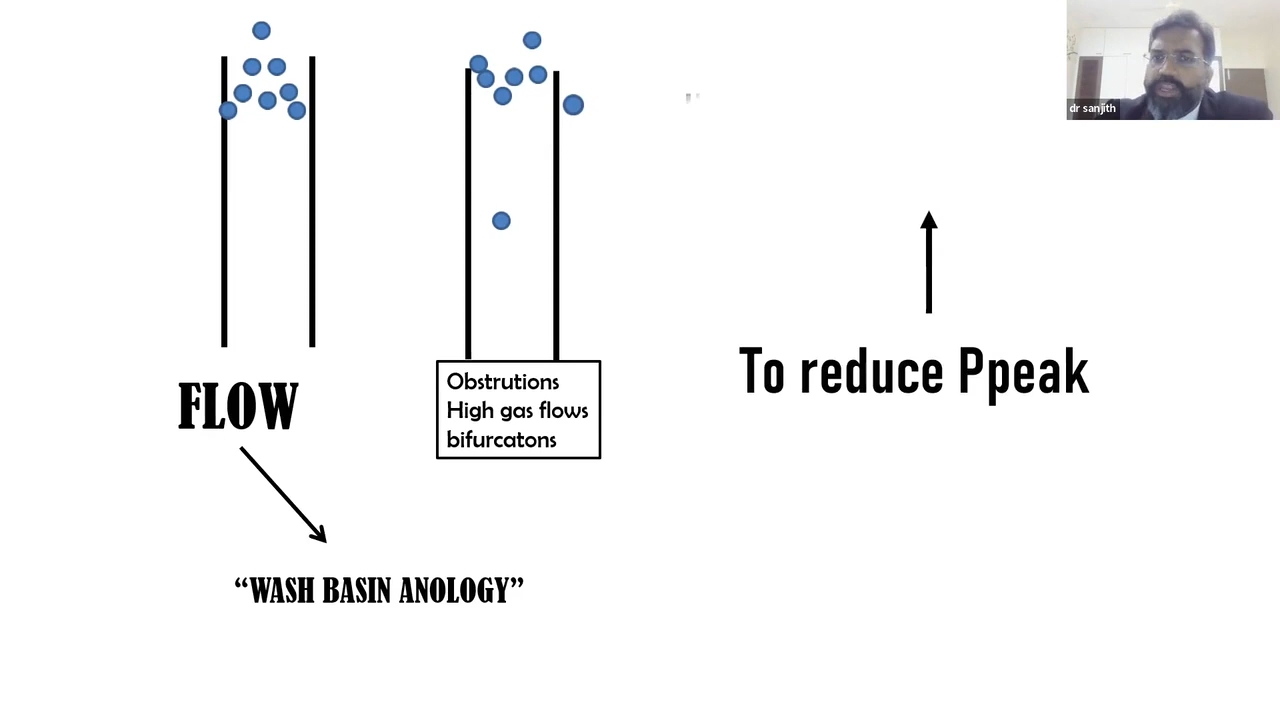 dr sanjith
To reduce Ppeak
Obstrutions
High gas flows
bifurcatons
FLOW
“WASH BASIN ANOLOGY”